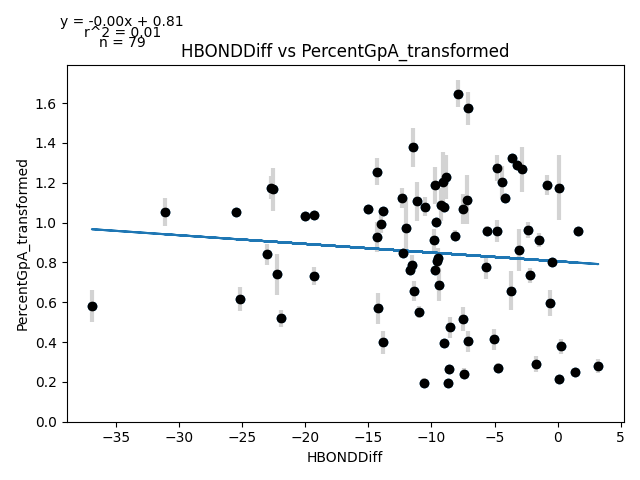 y = -0.00x + 0.81
r^2 = 0.01
n = 79
HBONDDiff vs PercentGpA_transformed
PercentGpA_transformed
1.6
1.4
1.2
1.0
0.8
0.6
0.4
0.2
0.0
−35 −30 −25 −20 −15 −10 −5 0 5
HBONDDiff